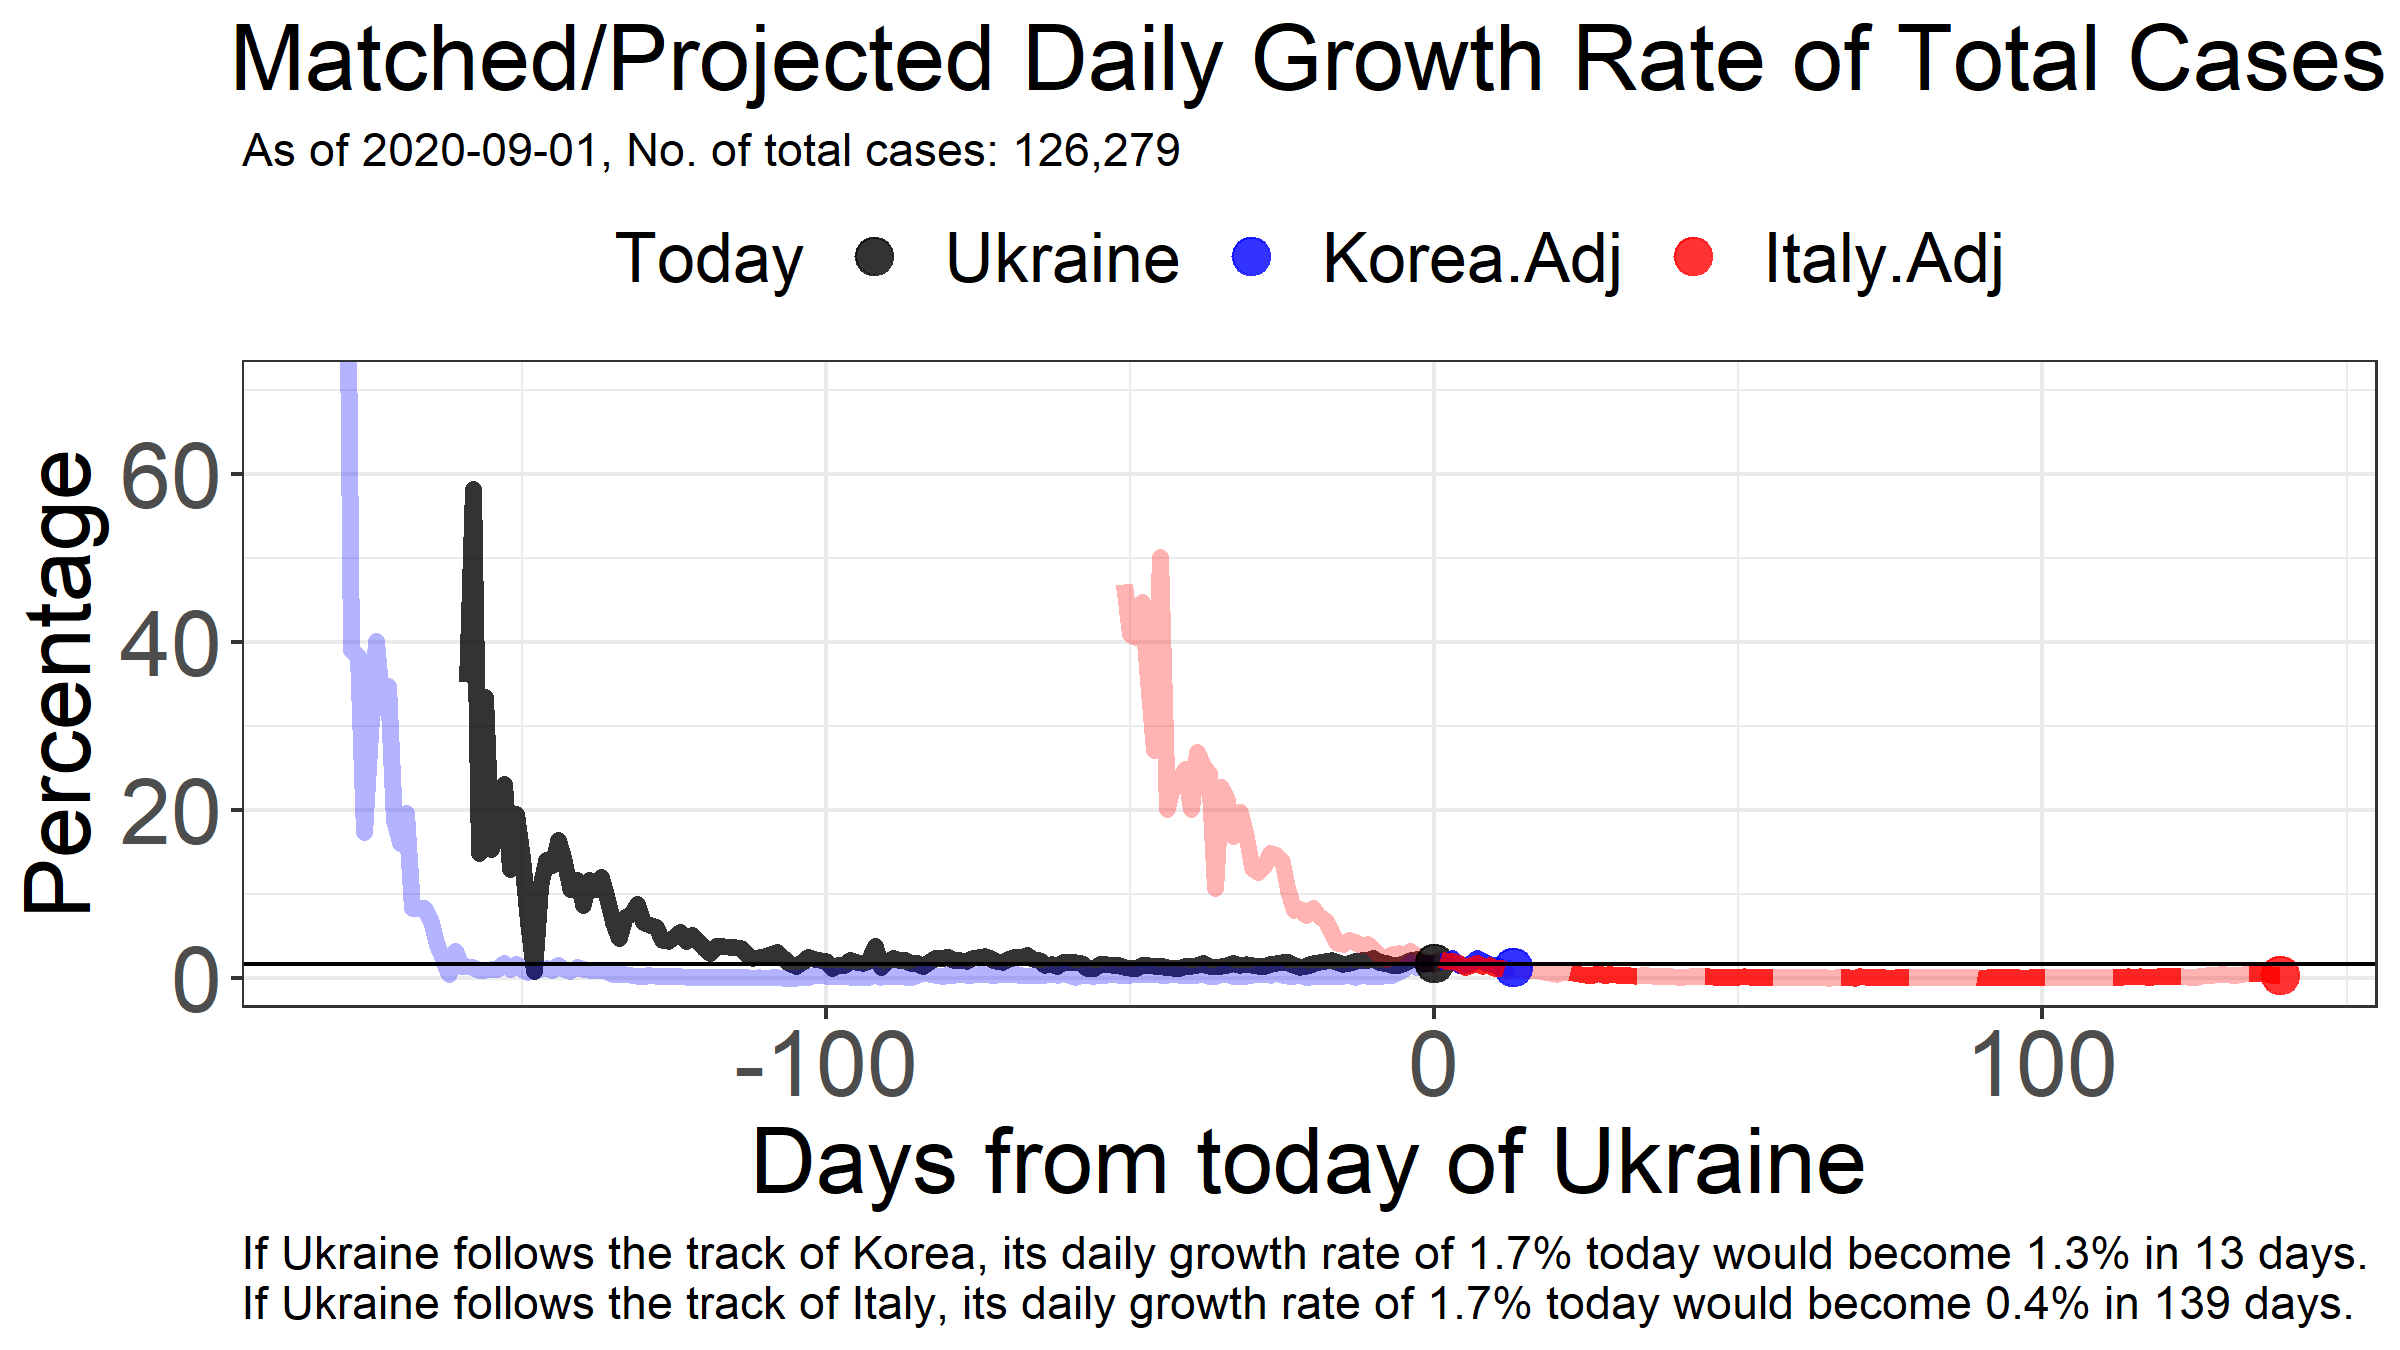 Matched/Projected Daily Growth Rate of Total Cases
As of 2020-09-01, No. of total cases: 126,279
Today Ukraine Korea.Adj Italy.Adj
Percentage
60
40
20
0
-100 0 100
Days from today of Ukraine
If Ukraine follows the track of Korea, its daily growth rate of 1.7% today would become 1.3% in 13 days.
If Ukraine follows the track of Italy, its daily growth rate of 1.7% today would become 0.4% in 139 days.